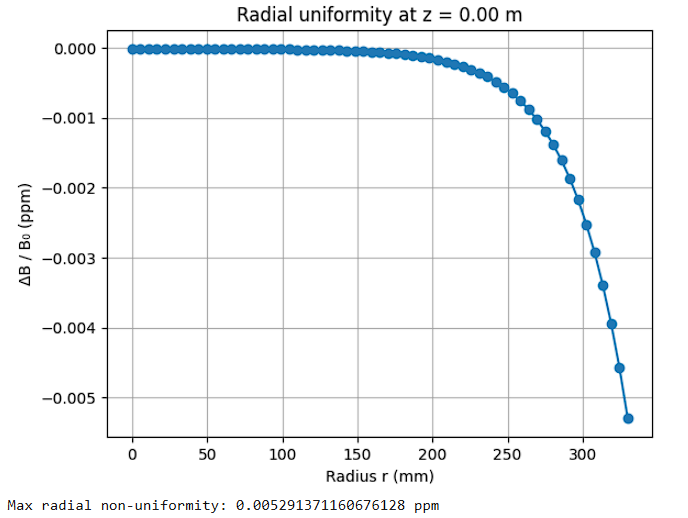 Radial uniformity at z = 0.00 m
0.000
−0.001
−0.002
−0.003
−0.004
−0.005
ΔB / B₀ (ppm)
0 50 100 150 200 250 300
Radius r (mm)
Max radial non-uniformity: 0.005291371160676128 ppm